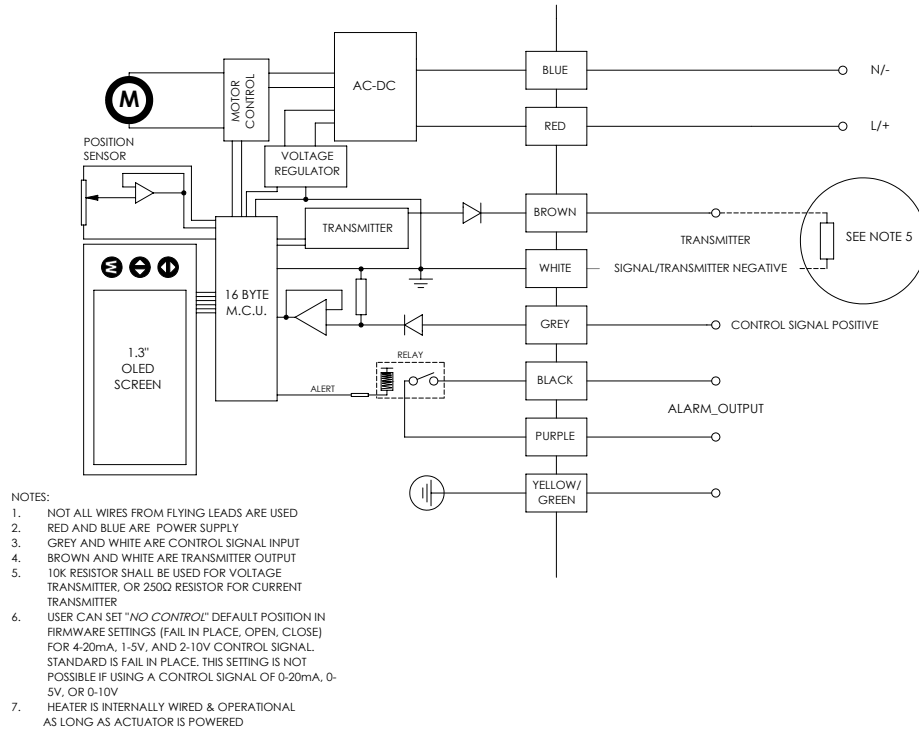 BLUE
N/-
AC-DC
MOTOR
CONTROL
M
RED
L/+
POSITION
SENSOR
VOLTAGE
REGULATOR
BROWN
TRANSMITTER
TRANSMITTER
SEE NOTE 5
WHITE
SIGNAL/TRANSMITTER NEGATIVE
16 BYTE
M.C.U.
GREY
CONTROL SIGNAL POSITIVE
1.3"
OLED
SCREEN
RELAY
BLACK
ALERT
ALARM_OUTPUT
PURPLE
YELLOW/
GREEN
NOTES:
1. NOT ALL WIRES FROM FLYING LEADS ARE USED
2. RED AND BLUE ARE POWER SUPPLY
3. GREY AND WHITE ARE CONTROL SIGNAL INPUT
4. BROWN AND WHITE ARE TRANSMITTER OUTPUT
5. 10K RESISTOR SHALL BE USED FOR VOLTAGE
TRANSMITTER, OR 250Ω RESISTOR FOR CURRENT
TRANSMITTER
6. USER CAN SET "NO CONTROL" DEFAULT POSITION IN
FIRMWARE SETTINGS (FAIL IN PLACE, OPEN, CLOSE)
FOR 4-20mA, 1-5V, AND 2-10V CONTROL SIGNAL.
STANDARD IS FAIL IN PLACE. THIS SETTING IS NOT
POSSIBLE IF USING A CONTROL SIGNAL OF 0-20mA, 0-
5V, OR 0-10V
7. HEATER IS INTERNALLY WIRED & OPERATIONAL
AS LONG AS ACTUATOR IS POWERED